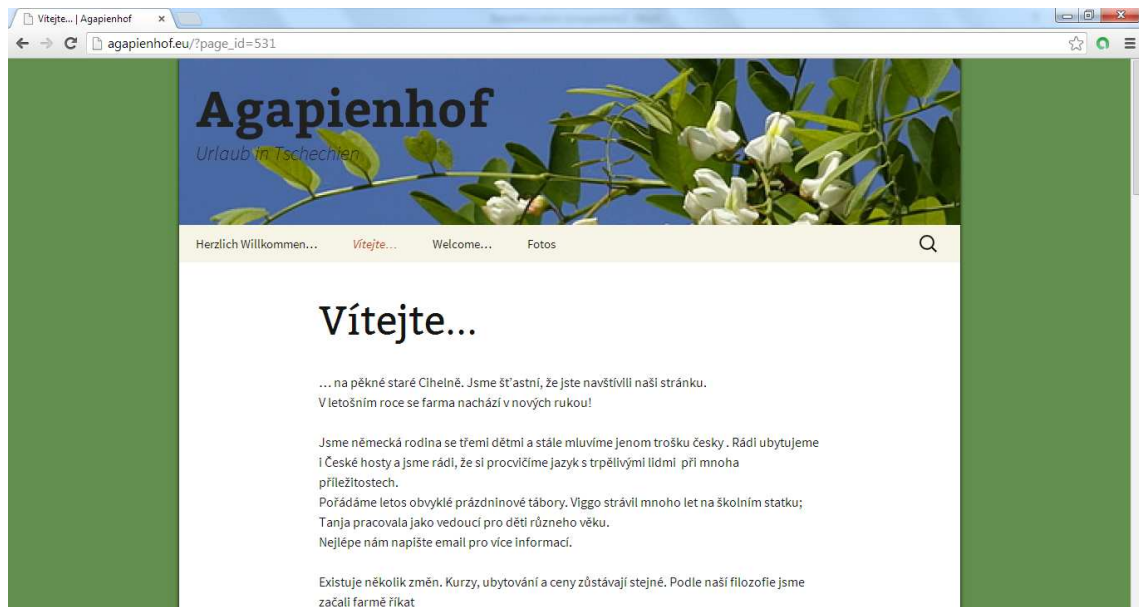 Vítejte... | Agapienhof
agapienhof.eu/?page_id=531
Agapienhof
Urlaub in Tschechien
Herzlich Willkommen... Vítejte... Welcome... Fotos
Vítejte...
... na pěkné staré Cihelně. Jsme šťastní, že jste navštívili naši stránku.
V letošním roce se farma nachází v nových rukou!
Jsme německá rodina se třemi dětmi a stále mluvíme jenom trošku česky . Rádi ubytujeme
i České hosty a jsme rádi, že si procvičíme jazyk s trpělivými lidmi při mnoha
příležitostech.
Pořádáme letos obvyklé prázdninové tábory. Viggo strávil mnoho let na školním statku;
Tanja pracovala jako vedoucí pro děti různeho věku.
Nejlépe nám napište email pro více informací.
Existuje několik změn. Kurzy, ubytování a ceny zůstávají stejné. Podle naší filozofie jsme
začali farmě říkat